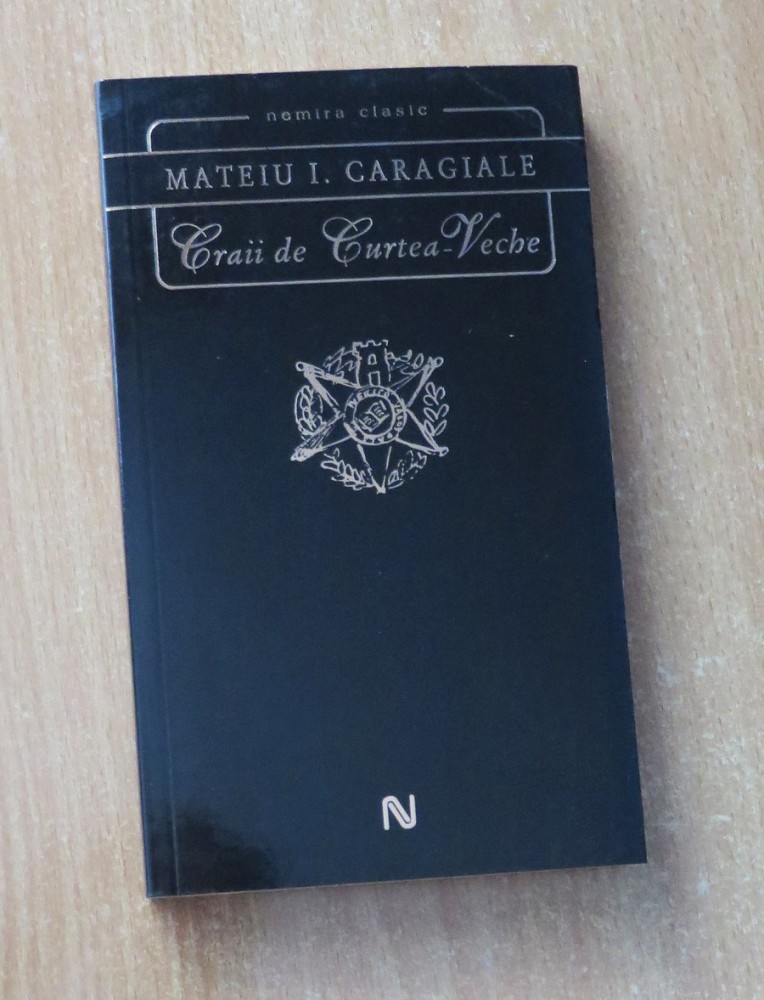 nemira clasic
MATEIU I. CARAGIALE
Craii de Curtea-Veche
N